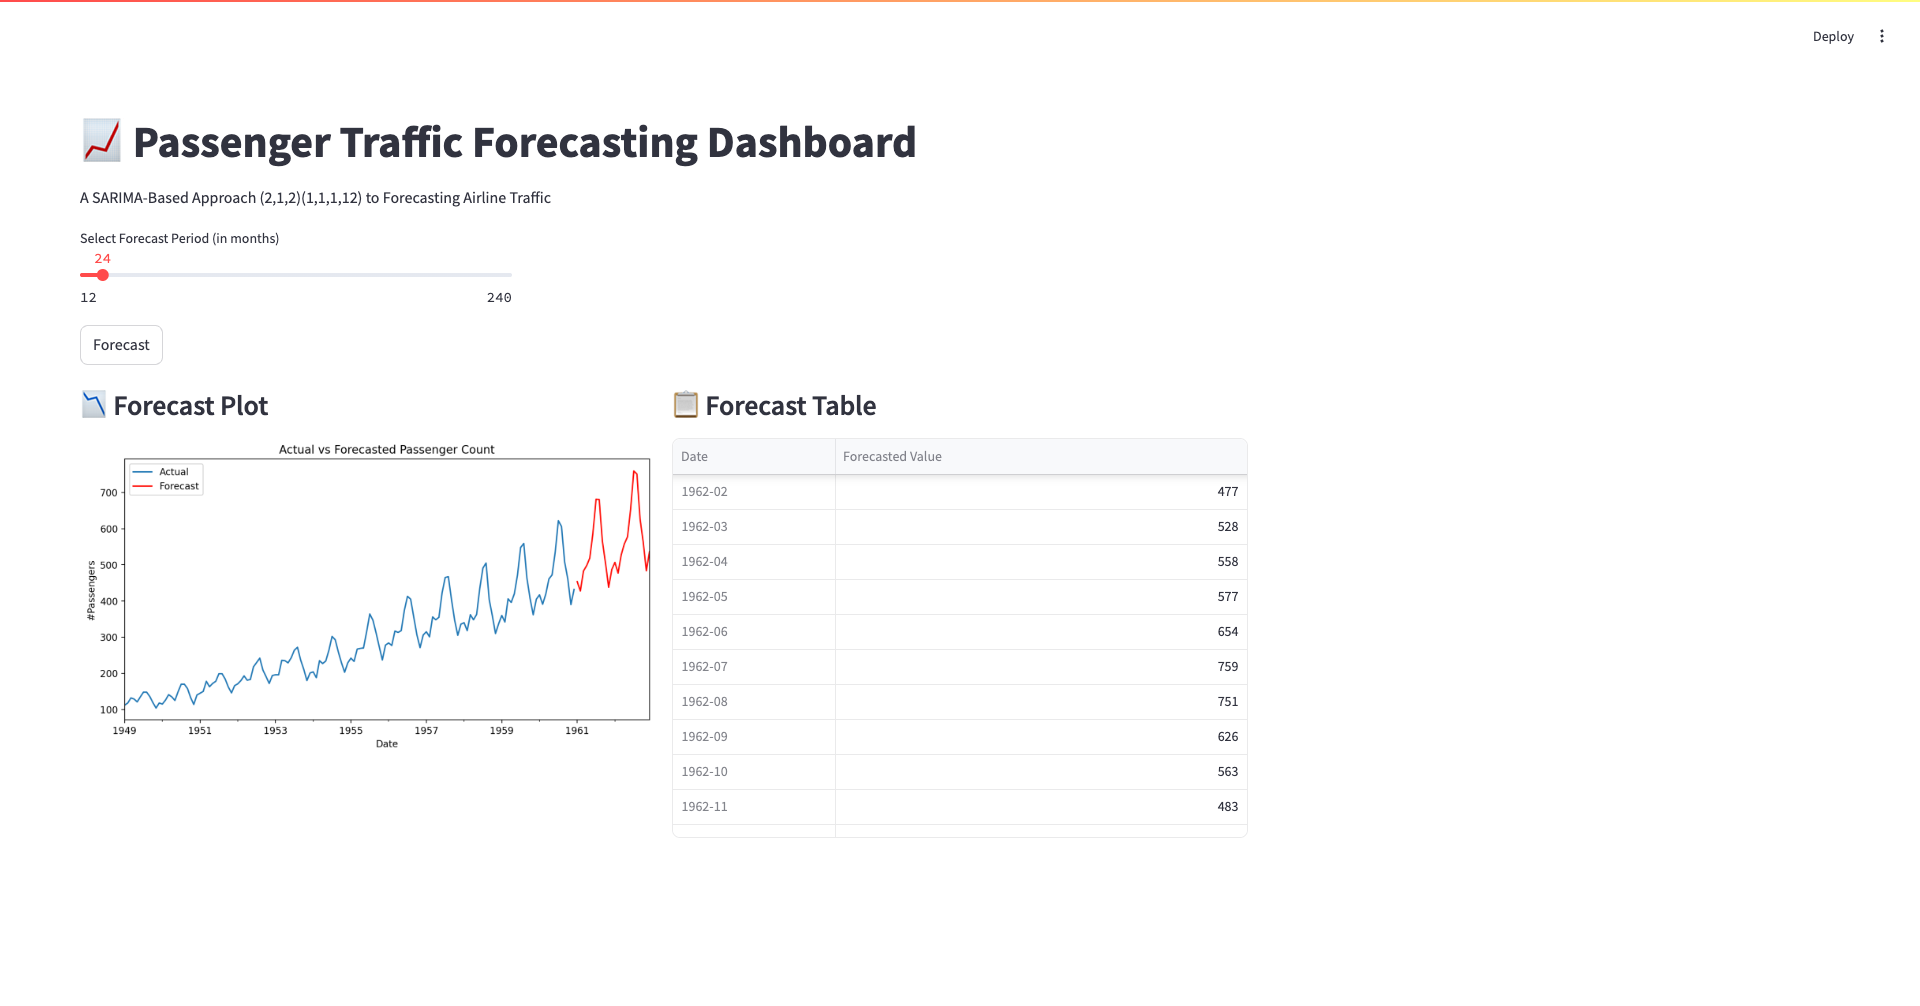 Deploy
Passenger Traffic Forecasting Dashboard
A SARIMA-Based Approach (2,1,2)(1,1,1,12) to Forecasting Airline Traffic
Select Forecast Period (in months)
24
12 240
Forecast
Forecast Plot
Actual vs Forecasted Passenger Count
Actual
Forecast
700
600
500
400
300
200
100
#Passengers
1949 1951 1953 1955 1957 1959 1961
Date
Forecast Table
Date Forecasted Value
1962-02 477
1962-03 528
1962-04 558
1962-05 577
1962-06 654
1962-07 759
1962-08 751
1962-09 626
1962-10 563
1962-11 483